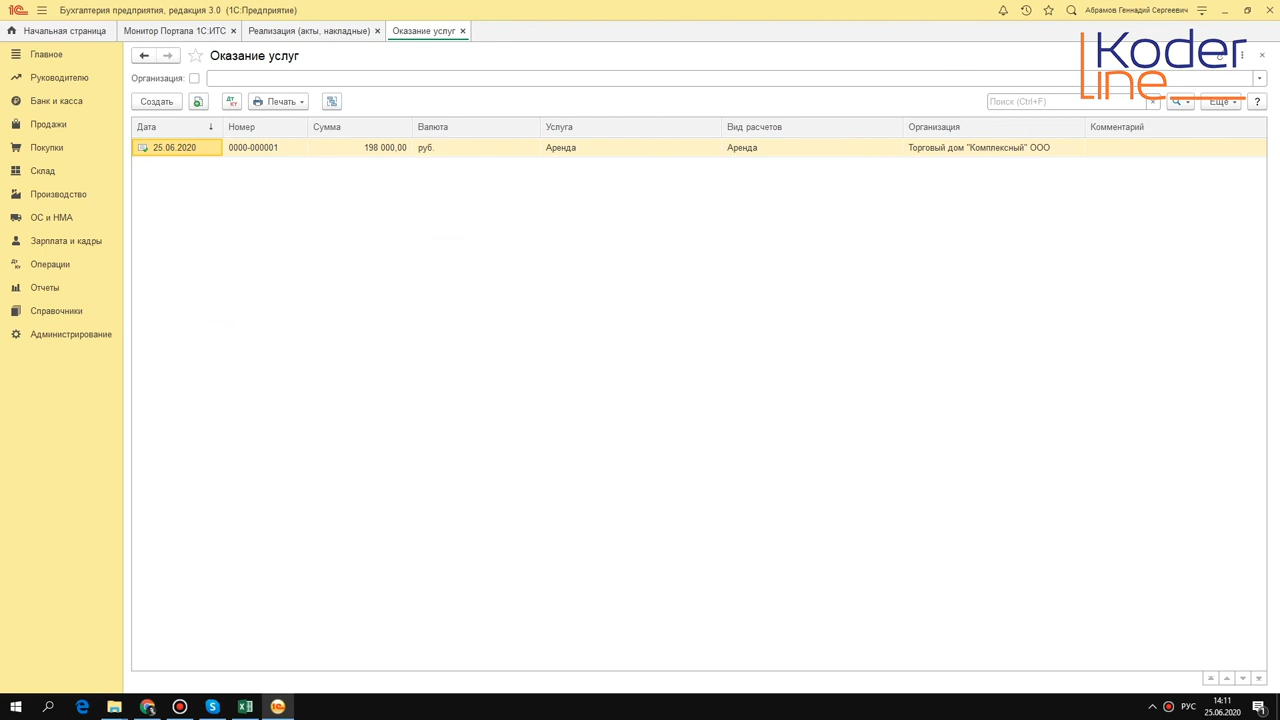 Бухгалтерия предприятия, редакция 3.0 (1С:Предприятие)
Абрамов Геннадий Сергеевич
Начальная страница
Монитор Портала 1С:ИТС ×
Реализация (акты, накладные) ×
Оказание услуг ×
Koder
line
Главное
Руководителю
Банк и касса
Продажи
Покупки
Склад
Производство
ОС и НМА
Зарплата и кадры
Операции
Отчеты
Справочники
Администрирование
Оказание услуг
Организация:
Создать
Дт
Кт
Печать
Поиск (Ctrl+F)
Еще
?
Дата ↓ Номер Сумма Валюта Услуга Вид расчетов Организация Комментарий
25.06.2020 0000-000001 198 000,00 руб. Аренда Аренда Торговый дом "Комплексный" ООО
РУС
14:11
25.06.2020